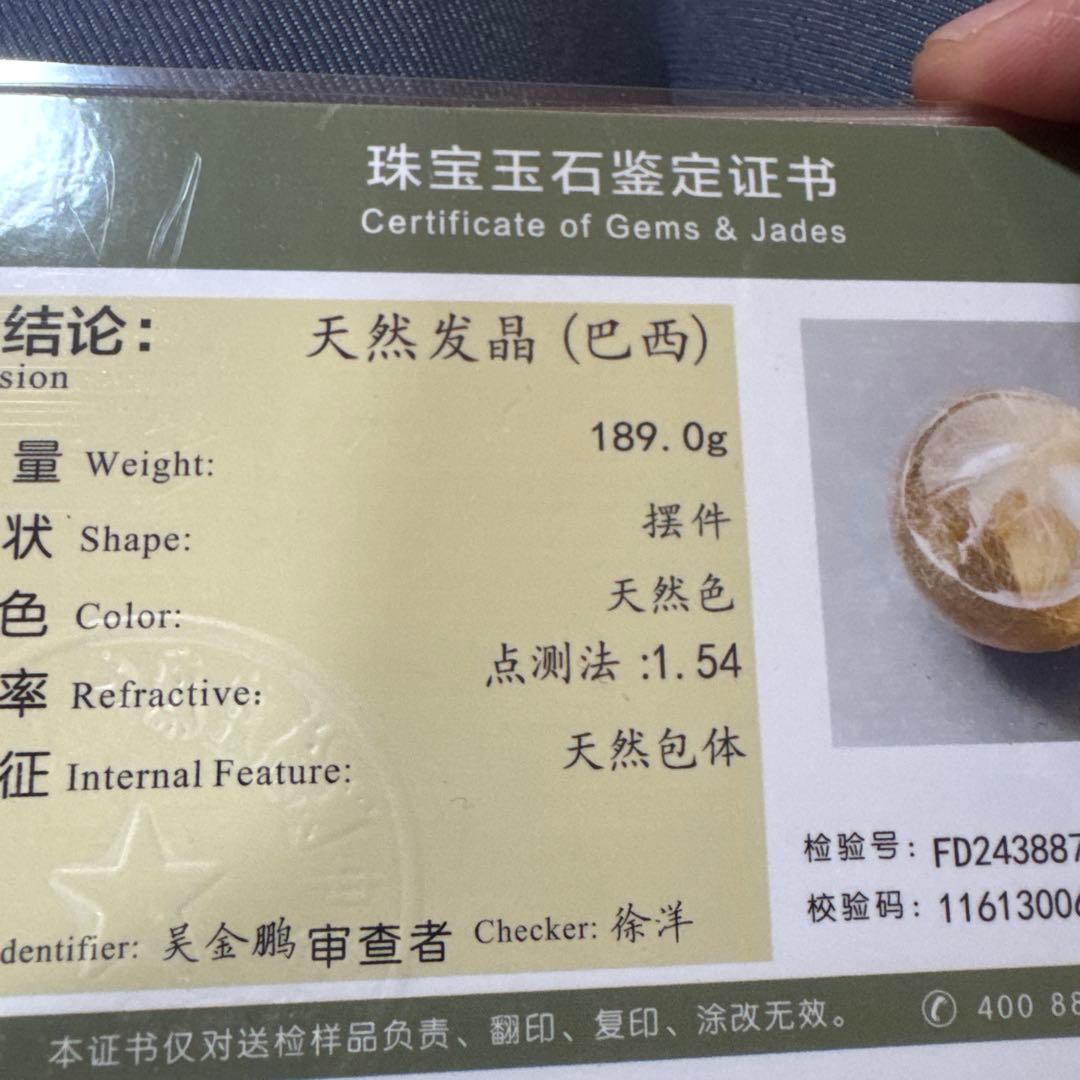 珠宝玉石鉴定证书
Certificate of Gems & Jades
结论：
天然发晶(巴西)
sion
量 Weight: 189.0g
状 Shape: 摆件
色 Color: 天然色
率 Refractive: 点测法 :1.54
征 Internal Feature: 天然包体
检验号：FD243887
校验码：11613006
dentifier: 吴金鹏 审查者 Checker: 徐洋
本证书仅对送检样品负责、翻印、复印、涂改无效。
400 88